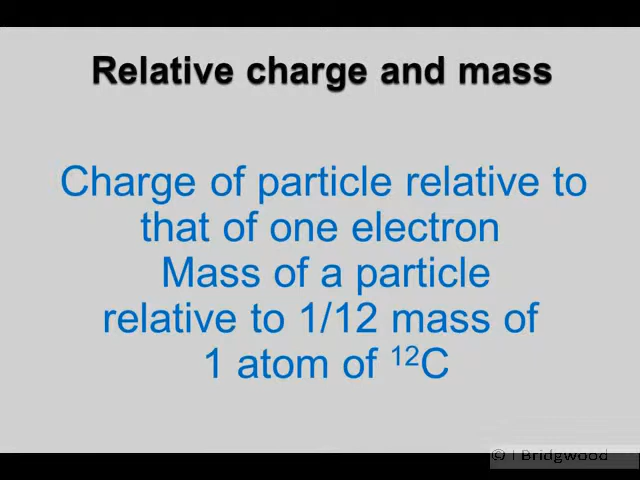 Relative charge and mass
Charge of particle relative to
that of one electron
Mass of a particle
relative to 1/12 mass of
1 atom of ¹²C
© I Bridgwood